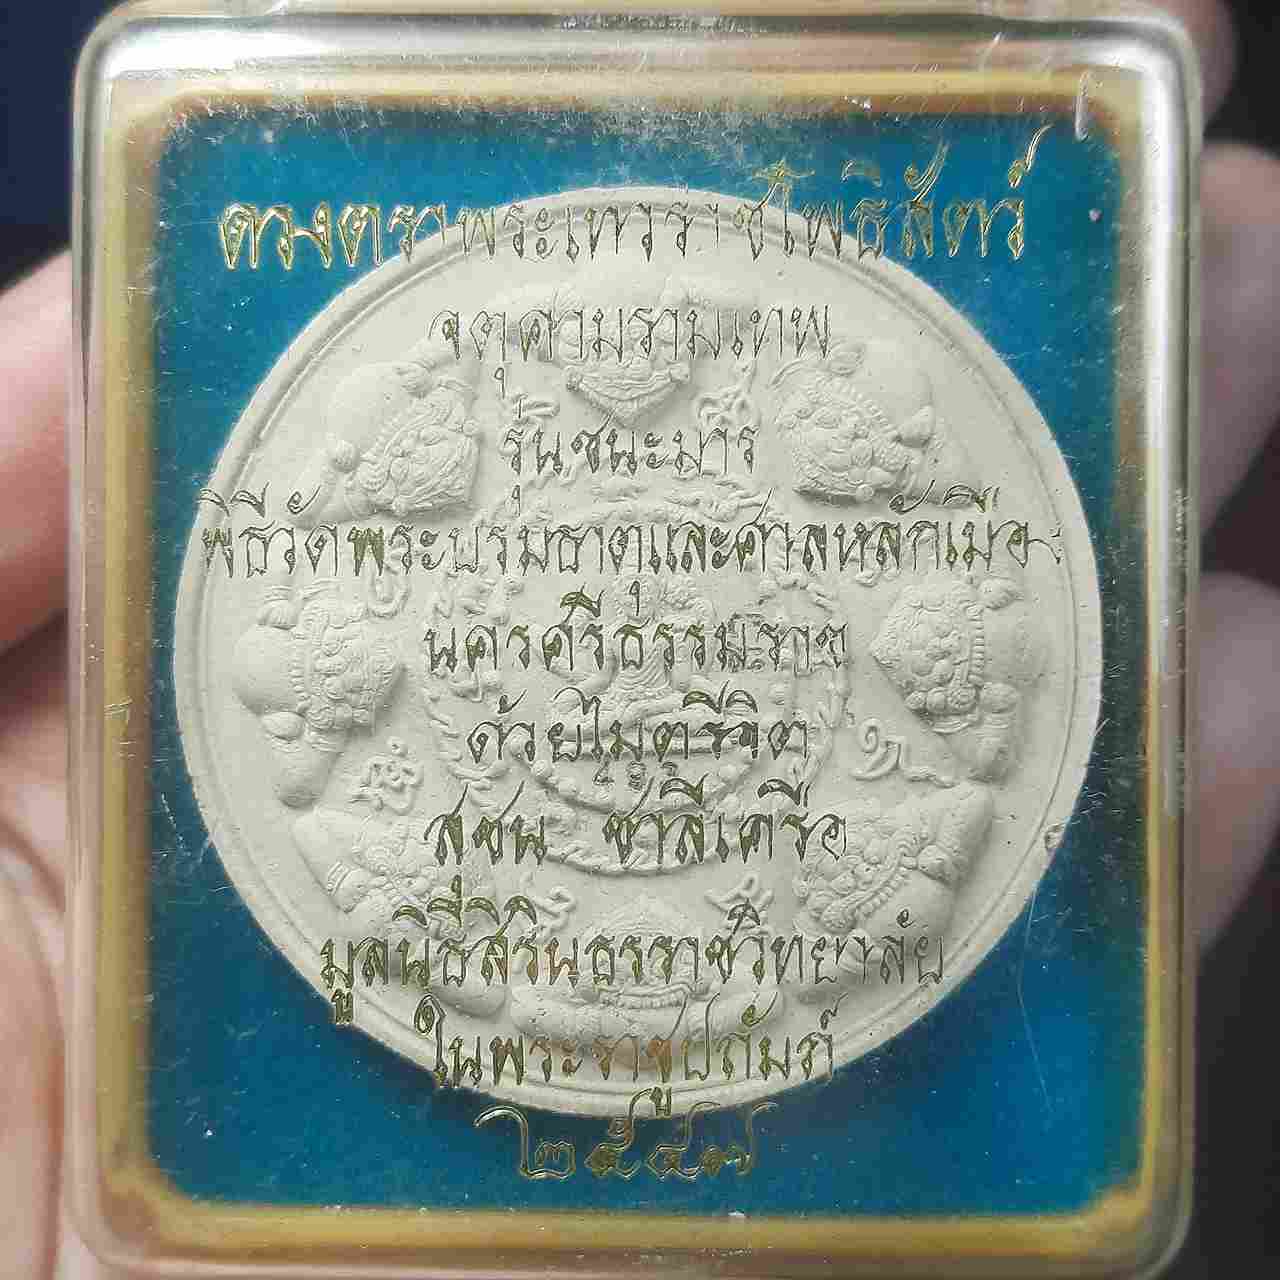 ดวงตราพระเทวราชโพธิสัตว์
จตุคามรามเทพ
รุ่นชนะมาร
พิธีวัดพระบรมธาตุและศาลหลักเมือง
นครศรีธรรมราช
ด้วยไมตรีจิต
สชน ชาลีเครือ
มูลนิธิสิรินธรราชวิทยาลัย
ในพระราชูปถัมภ์
๒๕๔๗